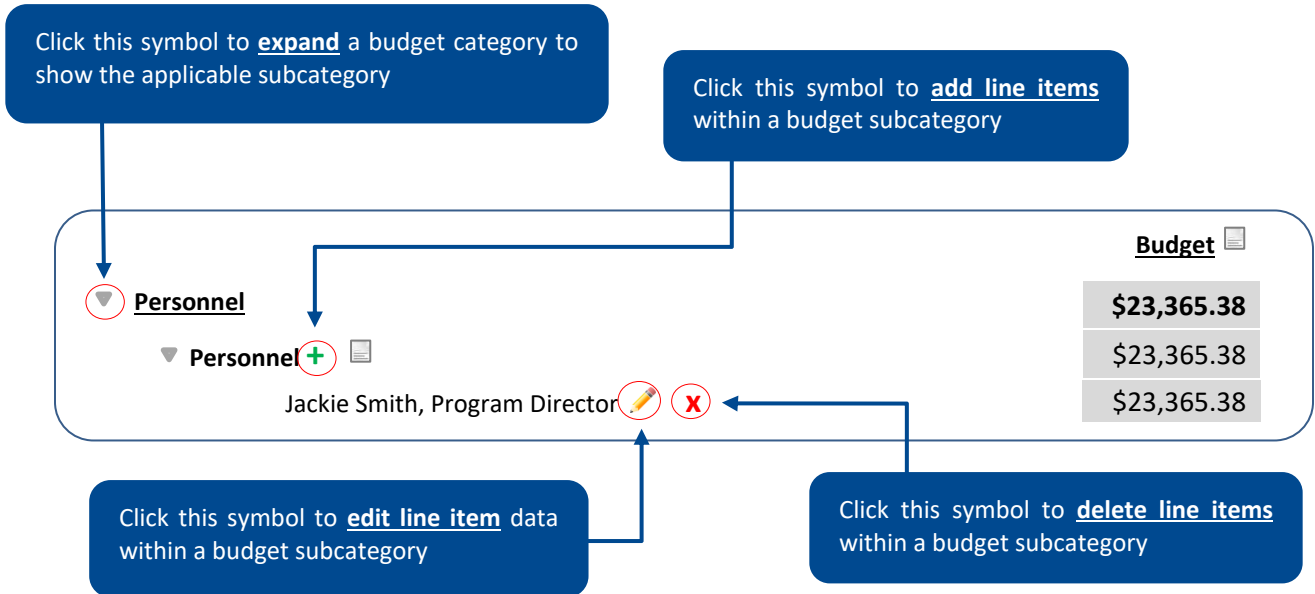 Click this symbol to expand a budget category to
show the applicable subcategory
Click this symbol to add line items
within a budget subcategory
Budget
Personnel
$23,365.38
Personnel +
$23,365.38
Jackie Smith, Program Director X
$23,365.38
Click this symbol to edit line item data
within a budget subcategory
Click this symbol to delete line items
within a budget subcategory